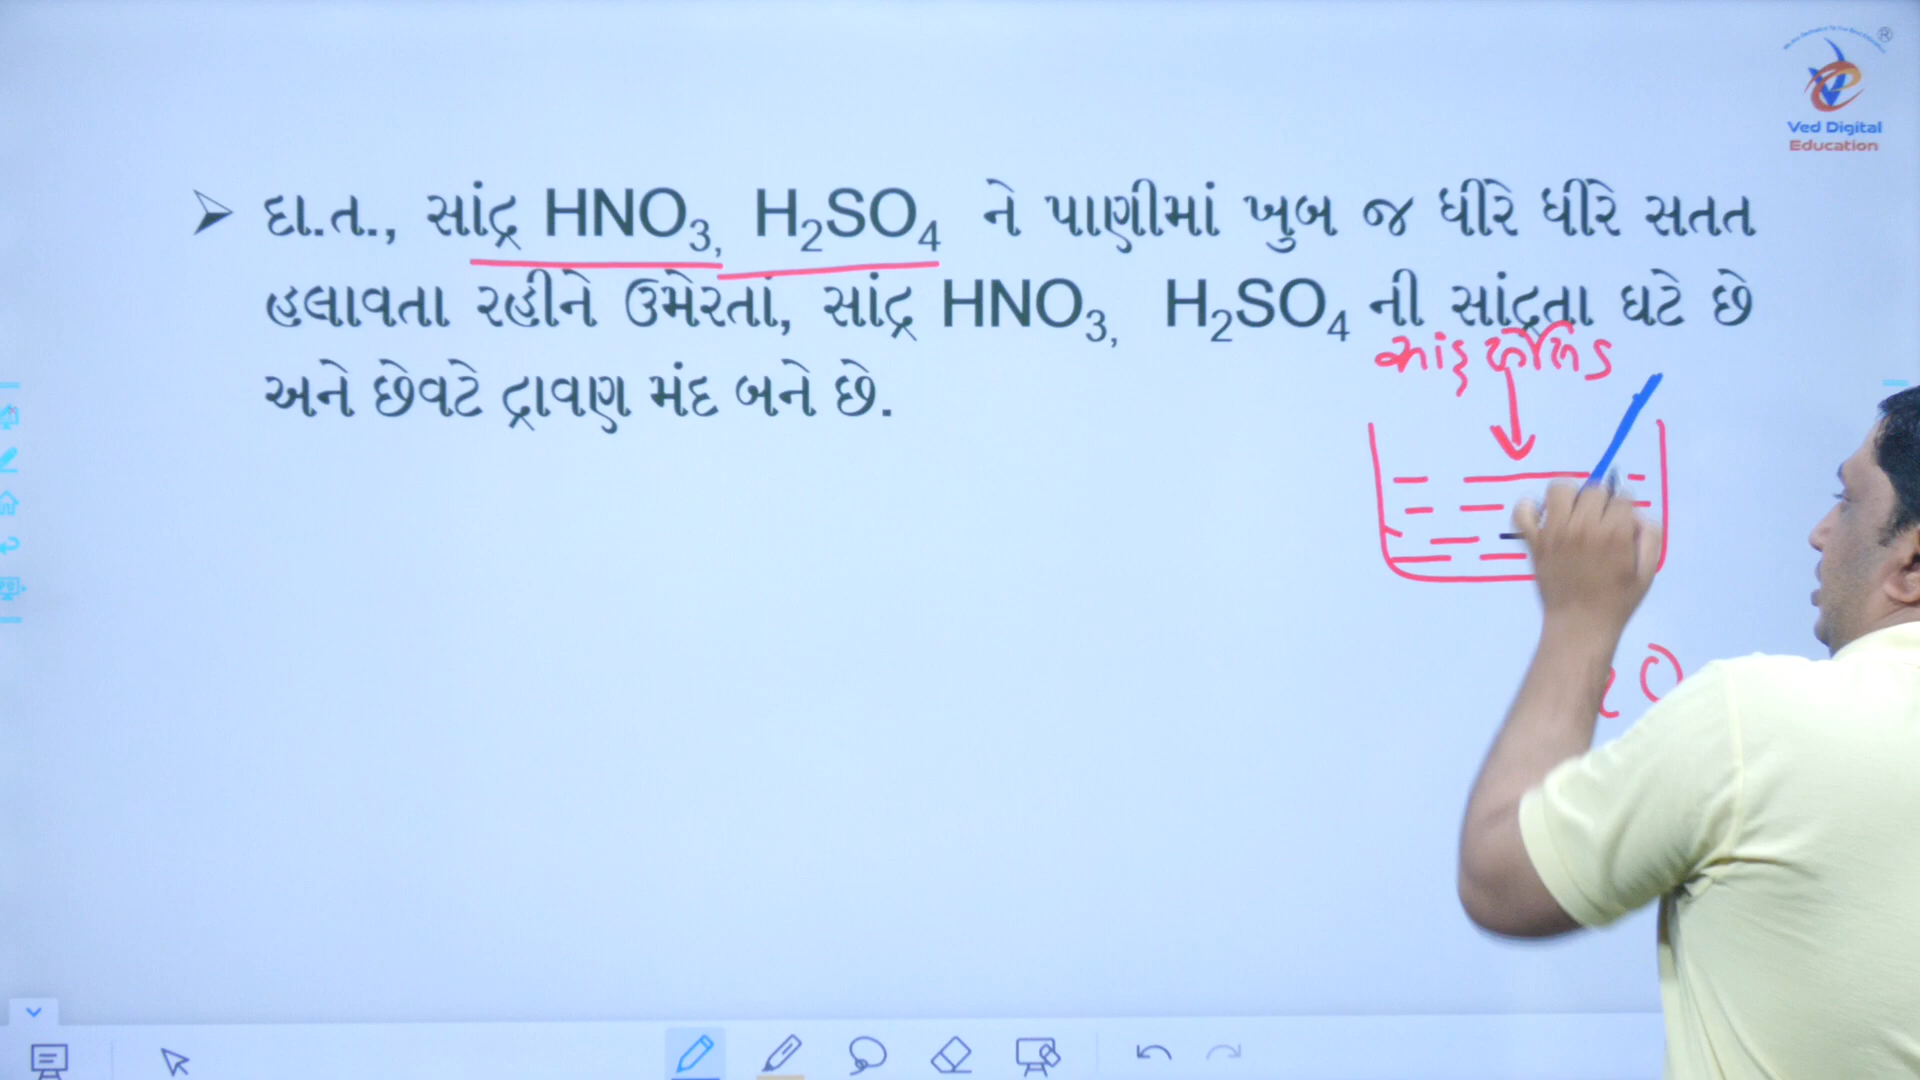 Ved Digital
Education
➢ દા.ત., સાંદ્ર HNO₃, H₂SO₄ ને પાણીમાં ખુબ જ ધીરે ધીરે સતત
હલાવતા રહીને ઉમેરતાં, સાંદ્ર HNO₃, H₂SO₄ ની સાંદ્રતા ઘટે છે
અને છેવટે દ્રાવણ મંદ બને છે.
સાંદ્ર એસિડ